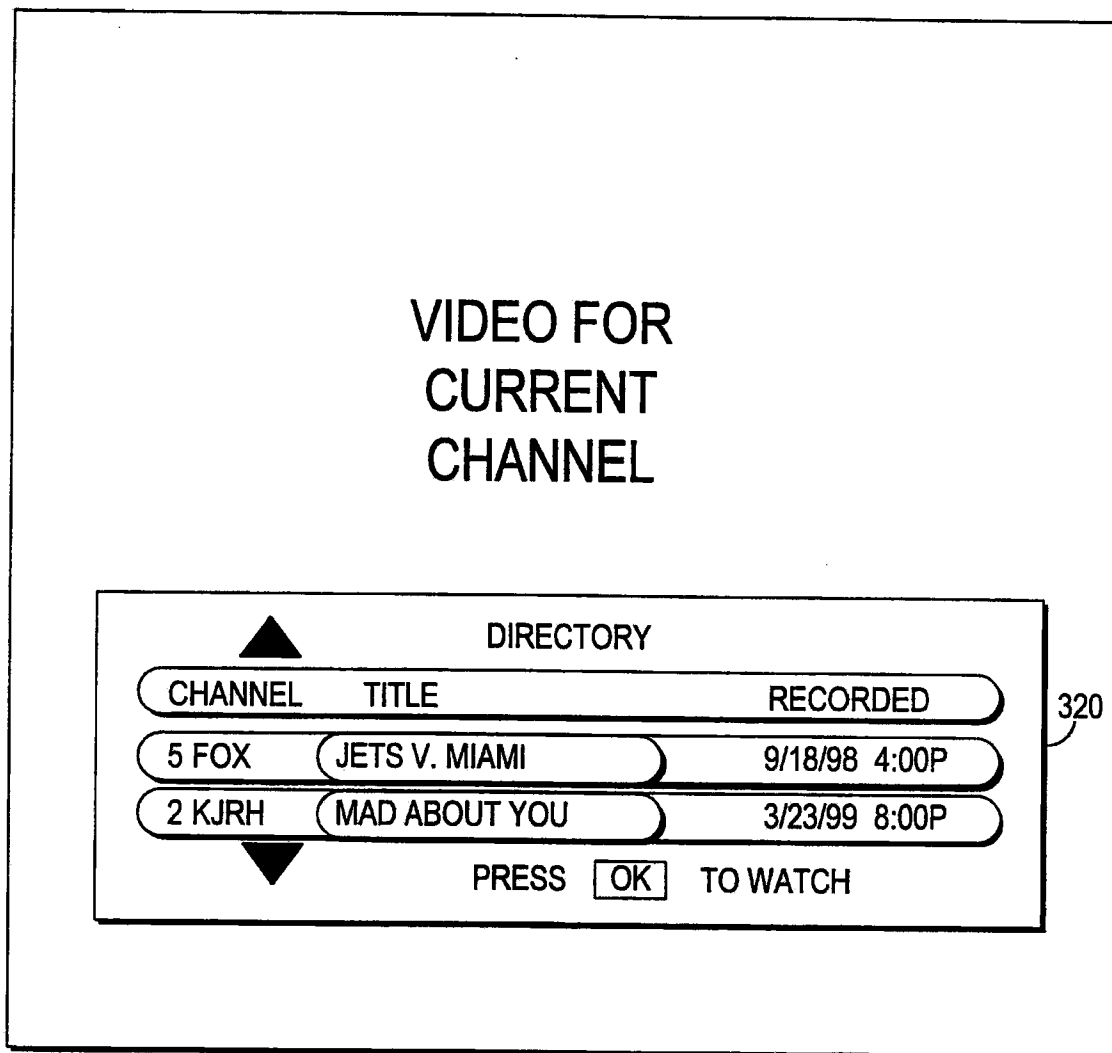 VIDEO FOR
CURRENT
CHANNEL
DIRECTORY
CHANNEL TITLE RECORDED
320
5 FOX JETS V. MIAMI 9/18/98 4:00P
2 KJRH MAD ABOUT YOU 3/23/99 8:00P
PRESS OK TO WATCH